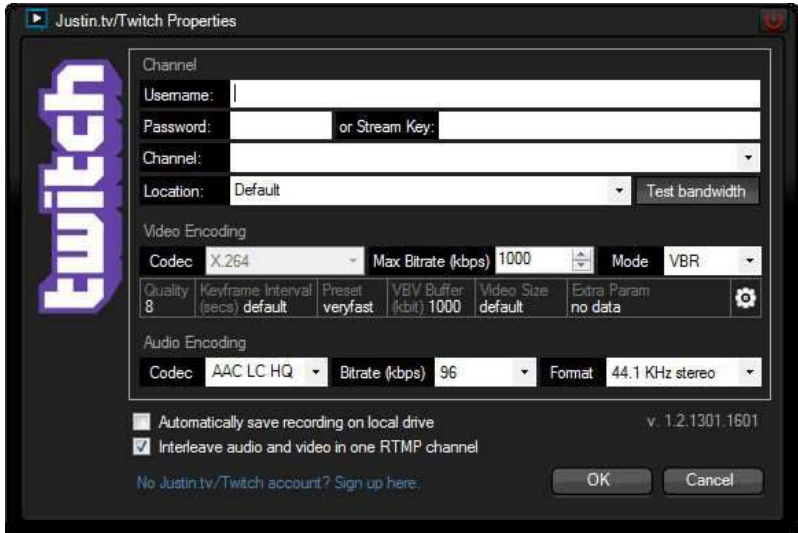 Justin.tv/Twitch Properties
twitch
Channel
Username:
Password: or Stream Key:
Channel:
Location: Default Test bandwidth
Video Encoding
Codec X.264 Max Bitrate (kbps) 1000 Mode VBR
Quality Keyframe Interval Preset VBV Buffer Video Size Extra Param
8 (secs) default veryfast (kbit) 1000 default no data
Audio Encoding
Codec AAC LC HQ Bitrate (kbps) 96 Format 44.1 KHz stereo
Automatically save recording on local drive v. 1.2.1301.1601
Interleave audio and video in one RTMP channel
No Justin.tv/Twitch account? Sign up here. OK Cancel